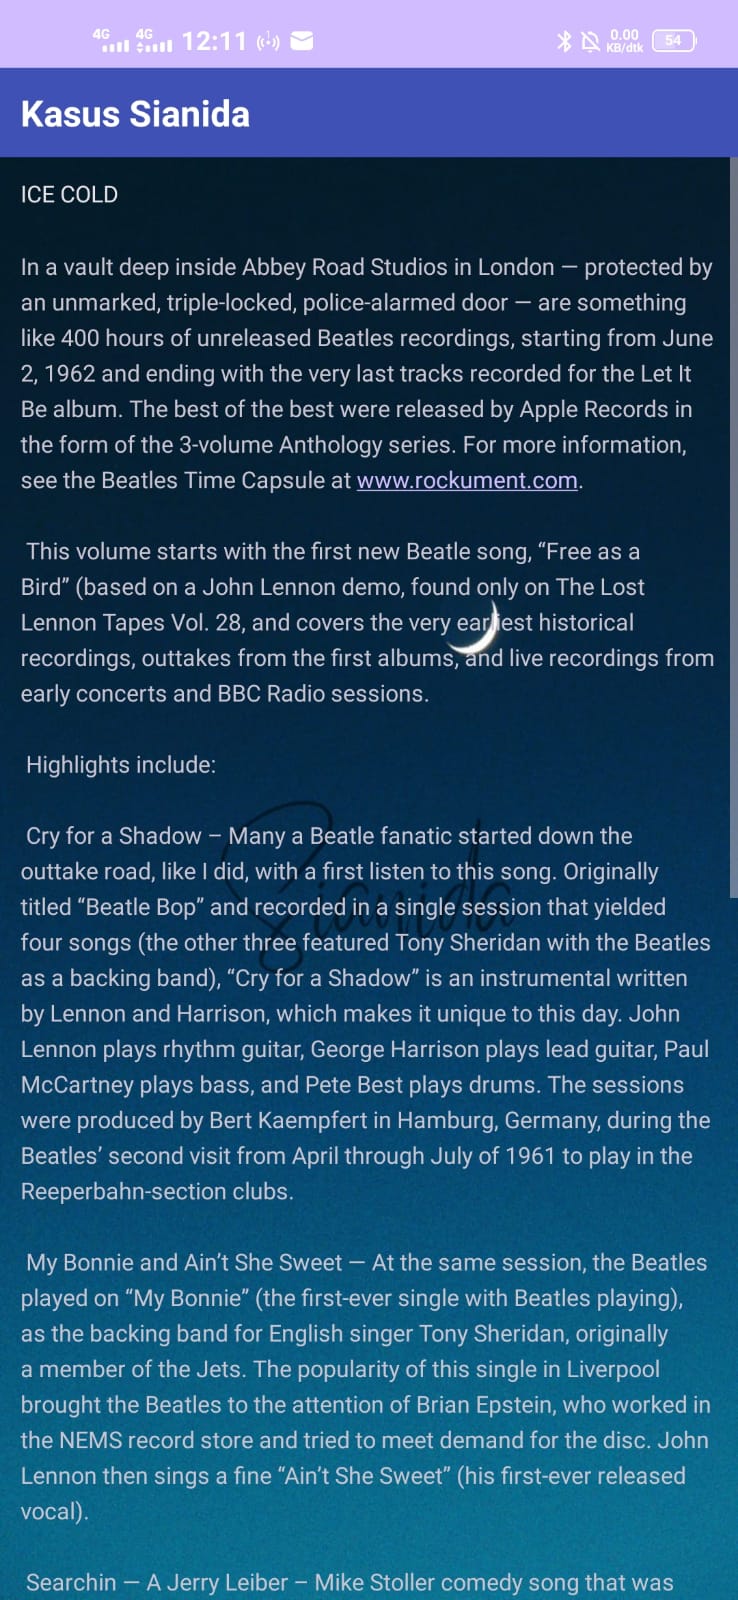 4G 4G 12:11 0.00 KB/dtk 54
Kasus Sianida
ICE COLD
In a vault deep inside Abbey Road Studios in London — protected by
an unmarked, triple-locked, police-alarmed door — are something
like 400 hours of unreleased Beatles recordings, starting from June
2, 1962 and ending with the very last tracks recorded for the Let It
Be album. The best of the best were released by Apple Records in
the form of the 3-volume Anthology series. For more information,
see the Beatles Time Capsule at www.rockument.com.
This volume starts with the first new Beatle song, “Free as a
Bird” (based on a John Lennon demo, found only on The Lost
Lennon Tapes Vol. 28, and covers the very earliest historical
recordings, outtakes from the first albums, and live recordings from
early concerts and BBC Radio sessions.
Highlights include:
Cry for a Shadow – Many a Beatle fanatic started down the
outtake road, like I did, with a first listen to this song. Originally
titled “Beatle Bop” and recorded in a single session that yielded
four songs (the other three featured Tony Sheridan with the Beatles
as a backing band), “Cry for a Shadow” is an instrumental written
by Lennon and Harrison, which makes it unique to this day. John
Lennon plays rhythm guitar, George Harrison plays lead guitar, Paul
McCartney plays bass, and Pete Best plays drums. The sessions
were produced by Bert Kaempfert in Hamburg, Germany, during the
Beatles’ second visit from April through July of 1961 to play in the
Reeperbahn-section clubs.
Sianida
My Bonnie and Ain’t She Sweet — At the same session, the Beatles
played on “My Bonnie” (the first-ever single with Beatles playing),
as the backing band for English singer Tony Sheridan, originally
a member of the Jets. The popularity of this single in Liverpool
brought the Beatles to the attention of Brian Epstein, who worked in
the NEMS record store and tried to meet demand for the disc. John
Lennon then sings a fine “Ain’t She Sweet” (his first-ever released
vocal).
Searchin — A Jerry Leiber – Mike Stoller comedy song that was